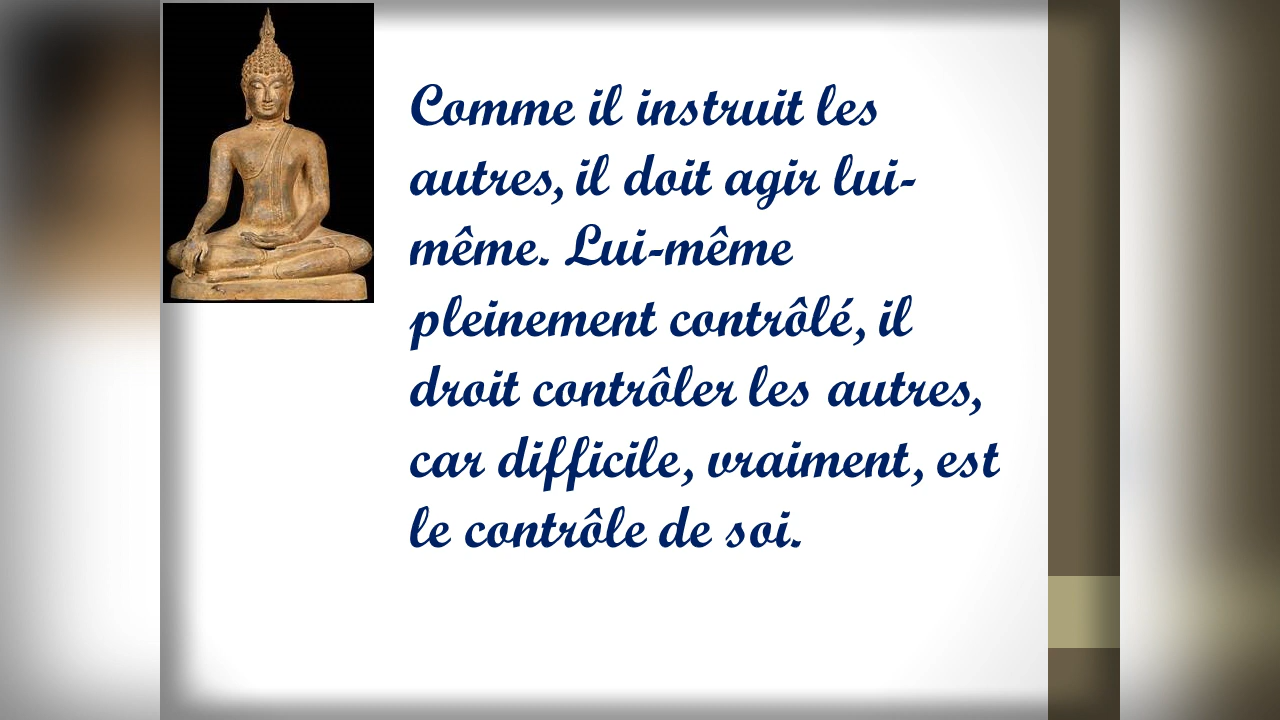 Comme il instruit les
autres, il doit agir lui-
même. Lui-même
pleinement contrôlé, il
droit contrôler les autres,
car difficile, vraiment, est
le contrôle de soi.